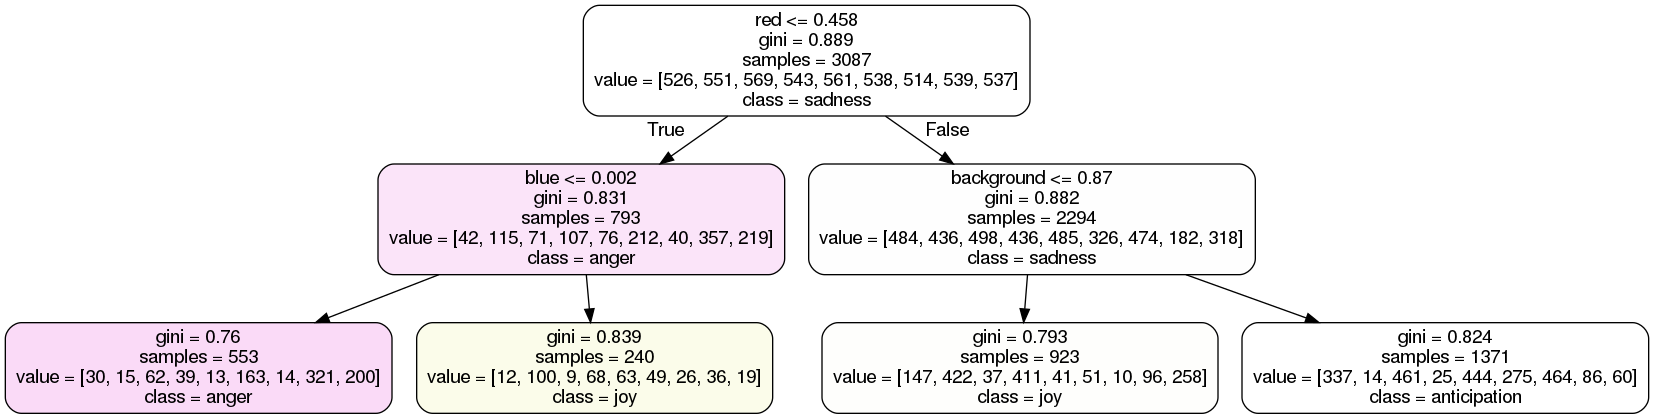 red <= 0.458
gini = 0.889
samples = 3087
value = [526, 551, 569, 543, 561, 538, 514, 539, 537]
class = sadness
True
False
blue <= 0.002
gini = 0.831
samples = 793
value = [42, 115, 71, 107, 76, 212, 40, 357, 219]
class = anger
background <= 0.87
gini = 0.882
samples = 2294
value = [484, 436, 498, 436, 485, 326, 474, 182, 318]
class = sadness
gini = 0.76
samples = 553
value = [30, 15, 62, 39, 13, 163, 14, 321, 200]
class = anger
gini = 0.839
samples = 240
value = [12, 100, 9, 68, 63, 49, 26, 36, 19]
class = joy
gini = 0.793
samples = 923
value = [147, 422, 37, 411, 41, 51, 10, 96, 258]
class = joy
gini = 0.824
samples = 1371
value = [337, 14, 461, 25, 444, 275, 464, 86, 60]
class = anticipation